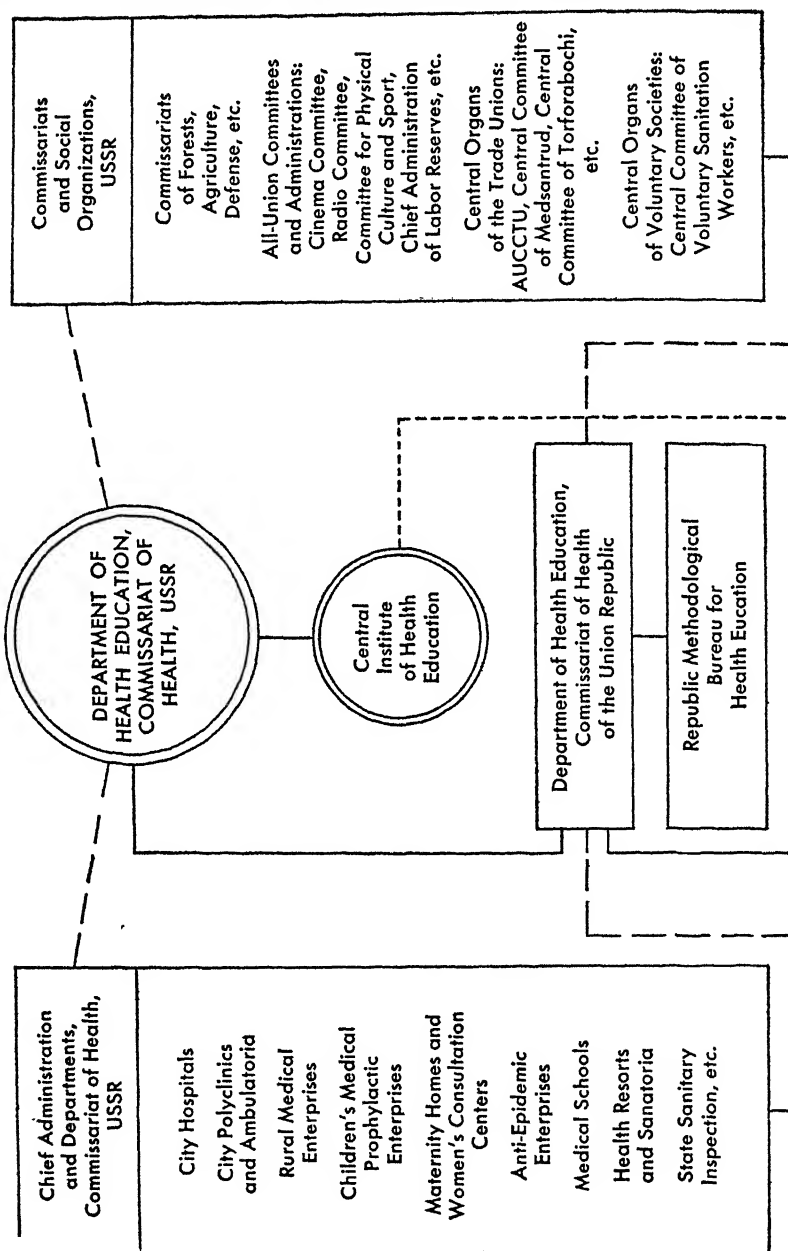 Chief Administration
and Departments,
Commissariat of Health,
USSR
City Hospitals
City Polyclinics
and Ambulatoria
Rural Medical
Enterprises
Children's Medical
Prophylactic
Enterprises
Maternity Homes and
Women's Consultation
Centers
Anti-Epidemic
Enterprises
Medical Schools
Health Resorts
and Sanatoria
State Sanitary
Inspection, etc.
DEPARTMENT OF
HEALTH EDUCATION,
COMMISSARIAT OF
HEALTH, USSR
Central
Institute
of Health
Education
Department of Health Education,
Commissariat of Health
of the Union Republic
Republic Methodological
Bureau for
Health Eucation
Commissariats
and Social
Organizations,
USSR
Commissariats
of Forests,
Agriculture,
Defense, etc.
All-Union Committees
and Administrations:
Cinema Committee,
Radio Committee,
Committee for Physical
Culture and Sport,
Chief Administration
of Labor Reserves, etc.
Central Organs
of the Trade Unions:
AUCCTU, Central Committee
of Medsantrud, Central
Committee of Torforabochi,
etc.
Central Organs
of Voluntary Societies:
Central Committee of
Voluntary Sanitation
Workers, etc.